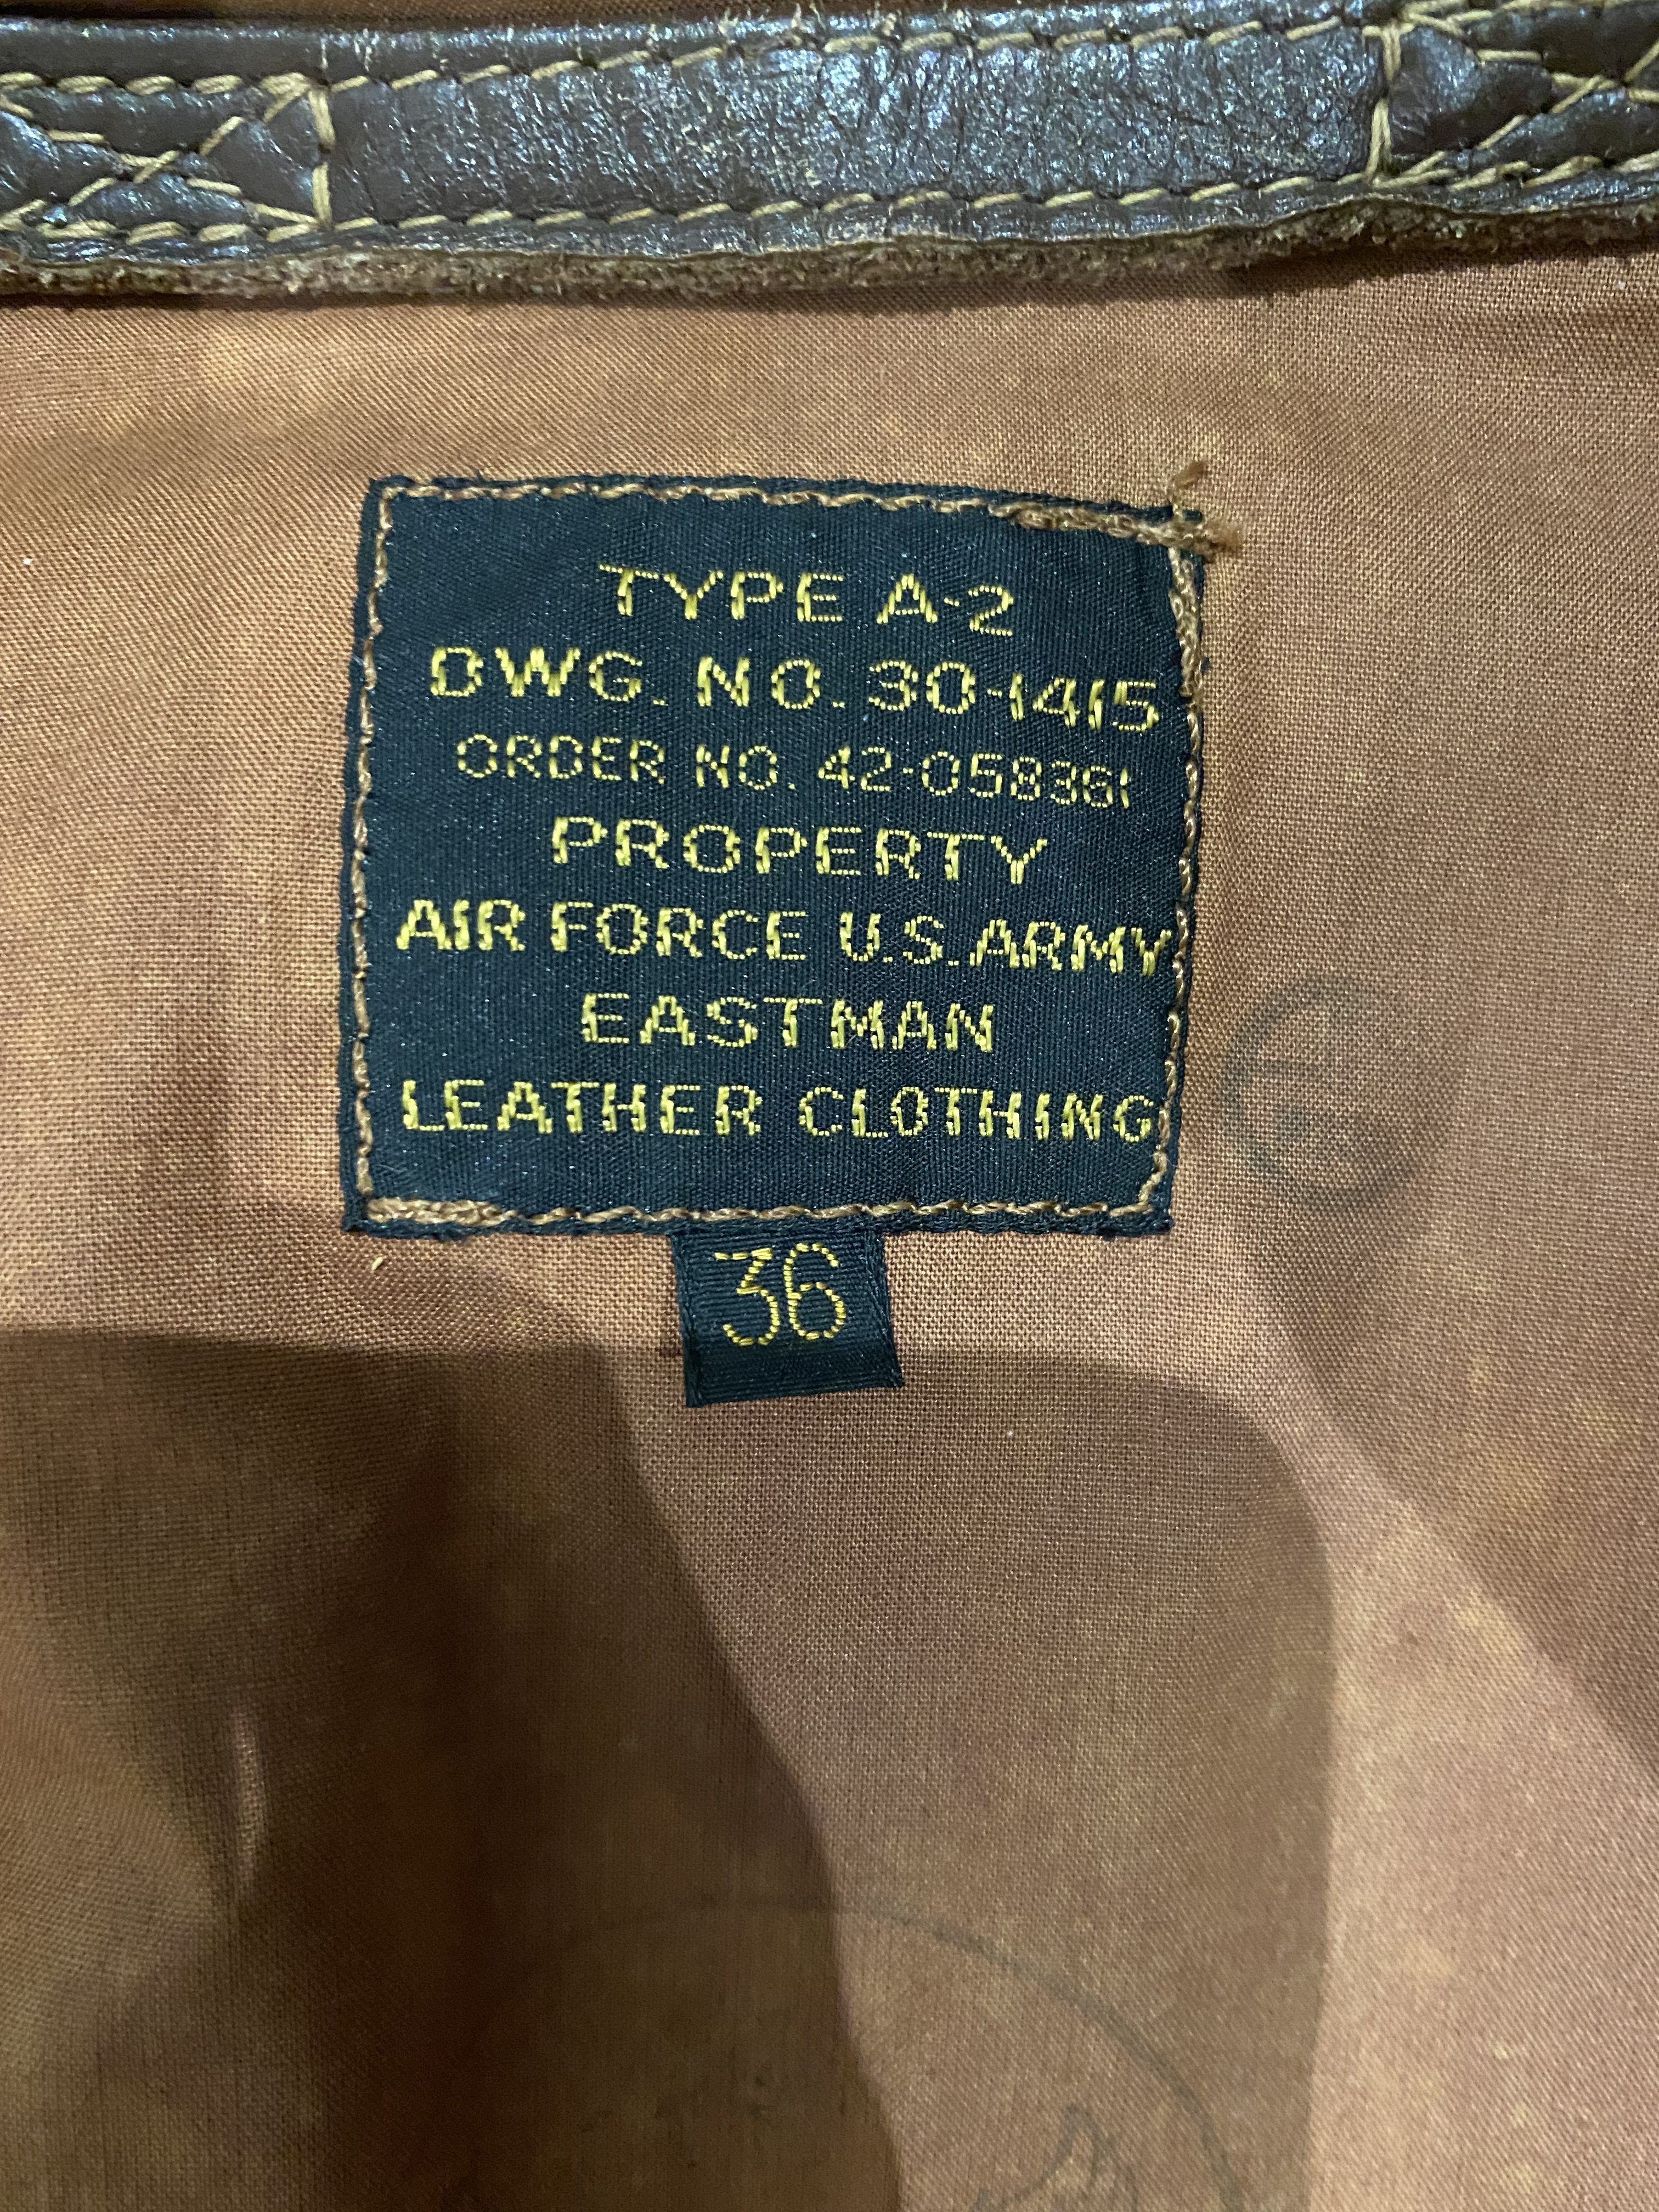 TYPE A-2
DWG. NO. 30-1415
ORDER NO. 42-058361
PROPERTY
AIR FORCE U.S. ARMY
EASTMAN
LEATHER CLOTHING
36